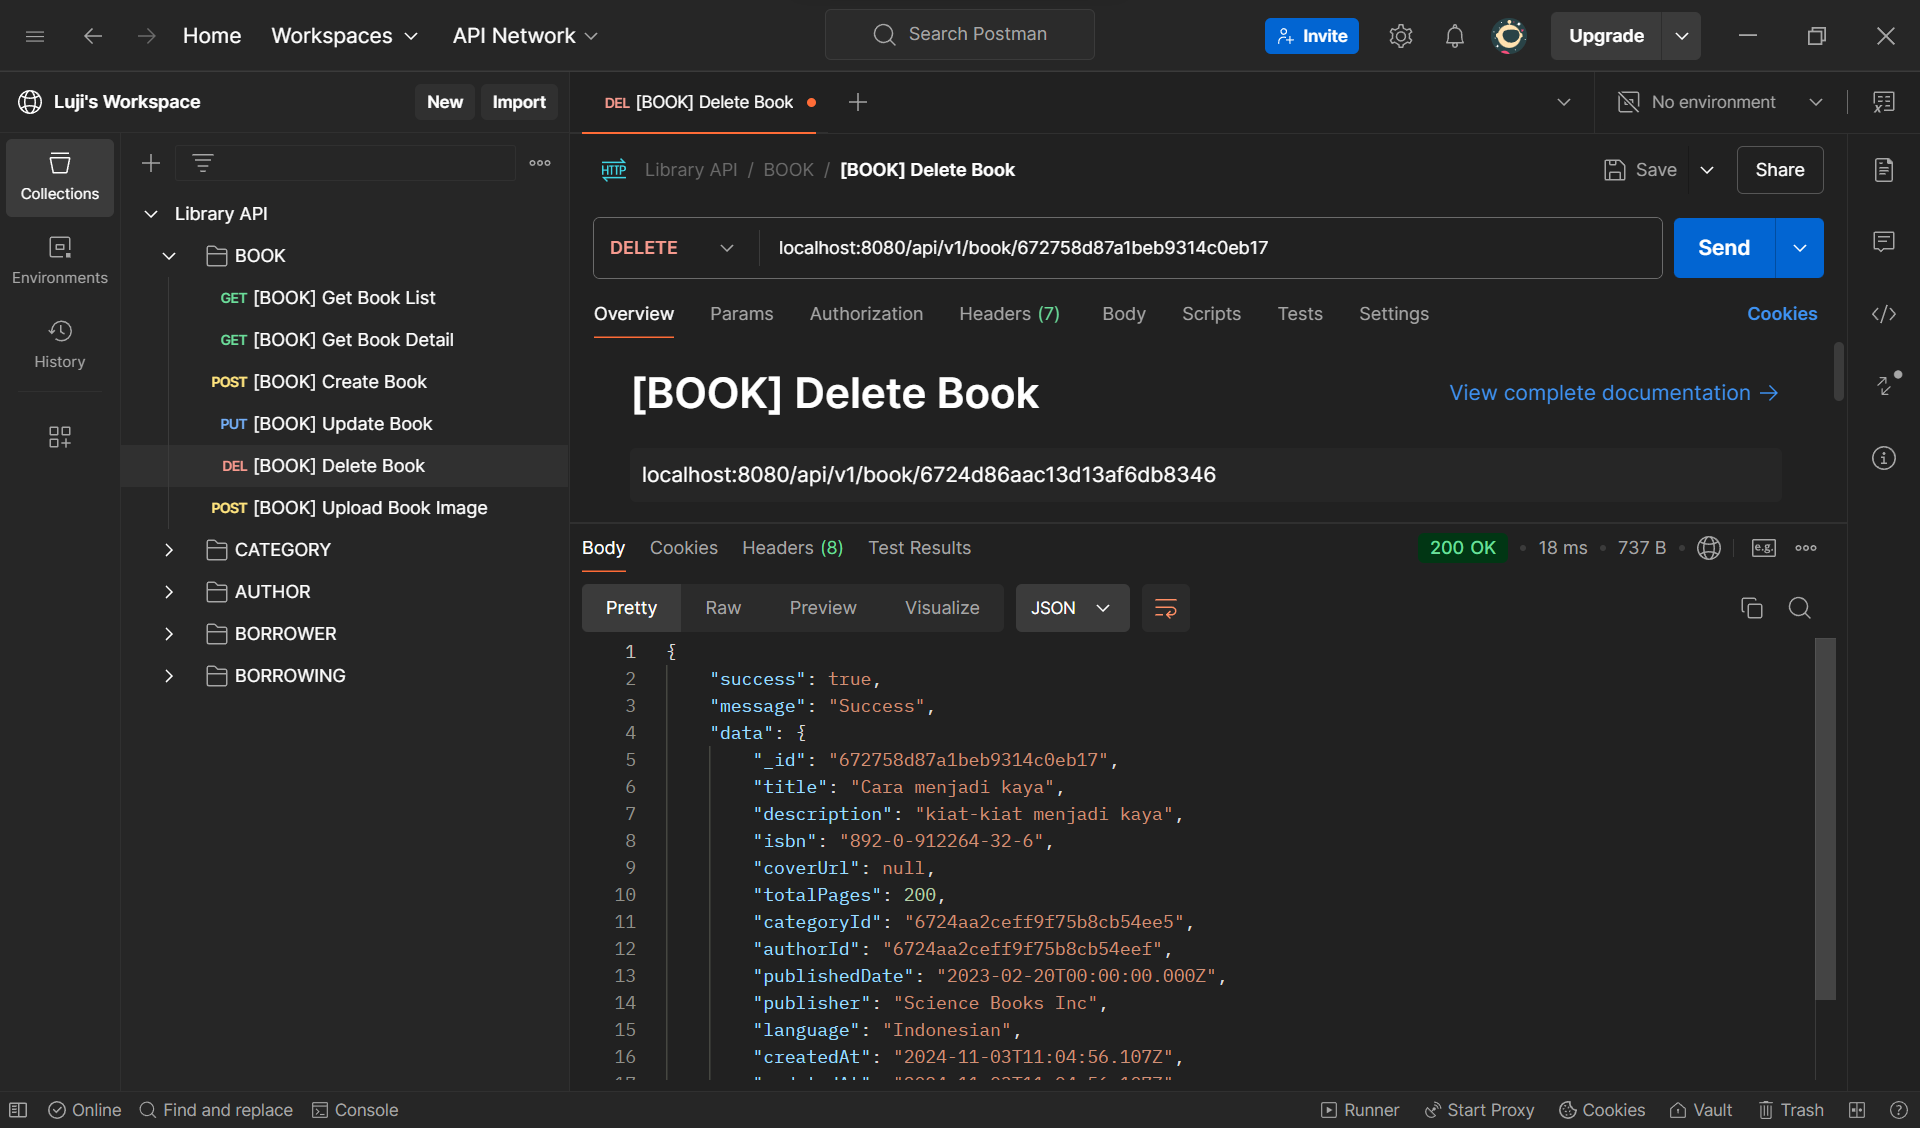 Home Workspaces API Network Search Postman Invite Upgrade
Luji's Workspace New Import
DEL [BOOK] Delete Book No environment
Collections
Environments
History
Library API
BOOK
GET [BOOK] Get Book List
GET [BOOK] Get Book Detail
POST [BOOK] Create Book
PUT [BOOK] Update Book
DEL [BOOK] Delete Book
POST [BOOK] Upload Book Image
CATEGORY
AUTHOR
BORROWER
BORROWING
HTTP Library API / BOOK / [BOOK] Delete Book Save Share
DELETE localhost:8080/api/v1/book/672758d87a1beb9314c0eb17 Send
Overview Params Authorization Headers (7) Body Scripts Tests Settings Cookies
[BOOK] Delete Book View complete documentation →
localhost:8080/api/v1/book/6724d86aac13d13af6db8346
Body Cookies Headers (8) Test Results 200 OK 18 ms 737 B e.g.
Pretty Raw Preview Visualize JSON
1 {
2 "success": true,
3 "message": "Success",
4 "data": {
5 "_id": "672758d87a1beb9314c0eb17",
6 "title": "Cara menjadi kaya",
7 "description": "kiat-kiat menjadi kaya",
8 "isbn": "892-0-912264-32-6",
9 "coverUrl": null,
10 "totalPages": 200,
11 "categoryId": "6724aa2ceff9f75b8cb54ee5",
12 "authorId": "6724aa2ceff9f75b8cb54eef",
13 "publishedDate": "2023-02-20T00:00:00.000Z",
14 "publisher": "Science Books Inc",
15 "language": "Indonesian",
16 "createdAt": "2024-11-03T11:04:56.107Z",
Online Find and replace Console Runner Start Proxy Cookies Vault Trash